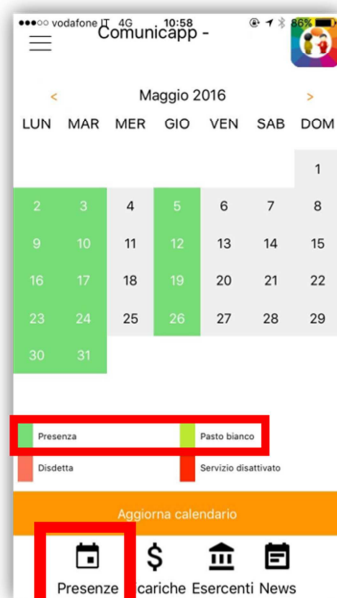 vodafone IT 4G 10:58 86%
Comunicapp -
< Maggio 2016 >
LUN MAR MER GIO VEN SAB DOM
1
2 3 4 5 6 7 8
9 10 11 12 13 14 15
16 17 18 19 20 21 22
23 24 25 26 27 28 29
30 31
Presenza Pasto bianco
Disdetta Servizio disattivato
Aggiorna calendario
$
Presenze cariche Esercenti News